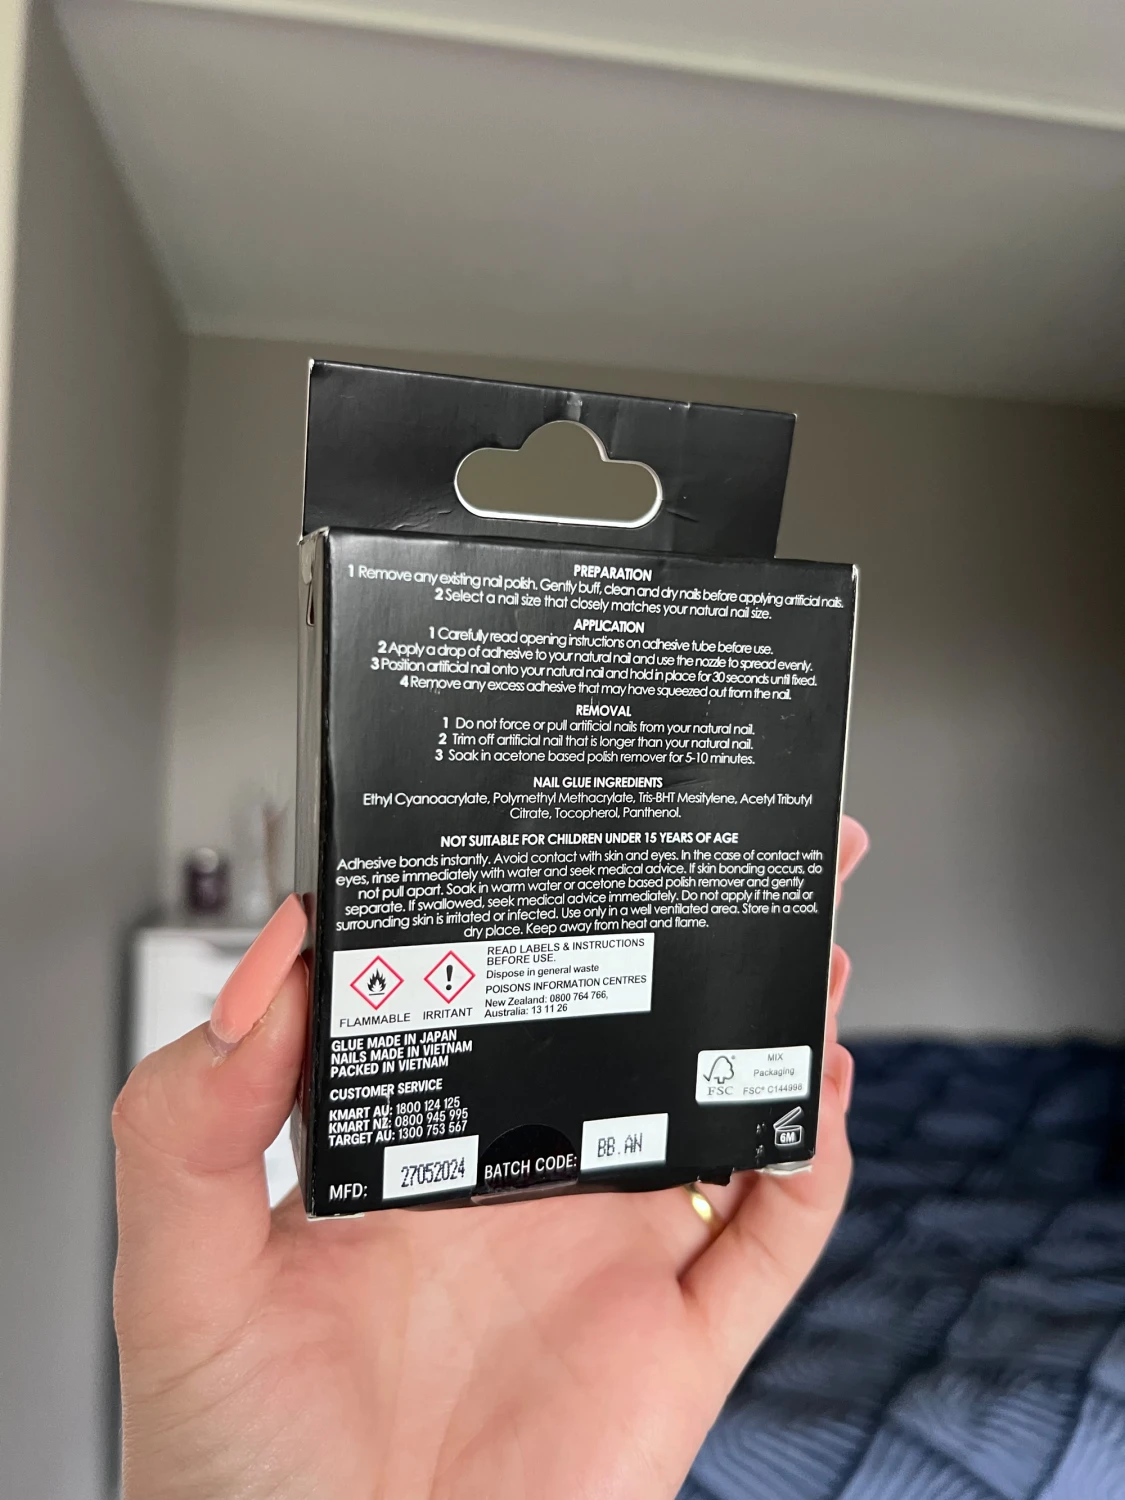 PREPARATION
1 Remove any existing nail polish. Gently buff, clean and dry nails before applying artificial nails.
2 Select a nail size that closely matches your natural nail size.
APPLICATION
1 Carefully read opening instructions on adhesive tube before use.
2 Apply a drop of adhesive to your natural nail and use the nozzle to spread evenly.
3 Position artificial nail onto your natural nail and hold in place for 30 seconds until fixed.
4 Remove any excess adhesive that may have squeezed out from the nail.
REMOVAL
1 Do not force or pull artificial nails from your natural nail.
2 Trim off artificial nail that is longer than your natural nail.
3 Soak in acetone based polish remover for 5-10 minutes.
NAIL GLUE INGREDIENTS
Ethyl Cyanoacrylate, Polymethyl Methacrylate, Tris-BHT Mesitylene, Acetyl Tributyl
Citrate, Tocopherol, Panthenol.
NOT SUITABLE FOR CHILDREN UNDER 15 YEARS OF AGE
Adhesive bonds instantly. Avoid contact with skin and eyes. In the case of contact with
eyes, rinse immediately with water and seek medical advice. If skin bonding occurs, do
not pull apart. Soak in warm water or acetone based polish remover and gently
separate. If swallowed, seek medical advice immediately. Do not apply if the nail or
surrounding skin is irritated or infected. Use only in a well ventilated area. Store in a cool,
dry place. Keep away from heat and flame.
READ LABELS & INSTRUCTIONS
BEFORE USE.
Dispose in general waste
POISONS INFORMATION CENTRES
New Zealand: 0800 764 766,
Australia: 13 11 26
FLAMMABLE IRRITANT
GLUE MADE IN JAPAN
NAILS MADE IN VIETNAM
PACKED IN VIETNAM
CUSTOMER SERVICE
KMART AU: 1800 124 125
KMART NZ: 0800 945 995
TARGET AU: 1300 753 567
MIX
Packaging
FSC® C144998
FSC
6M
MFD: 27052024 BATCH CODE: BB.AN